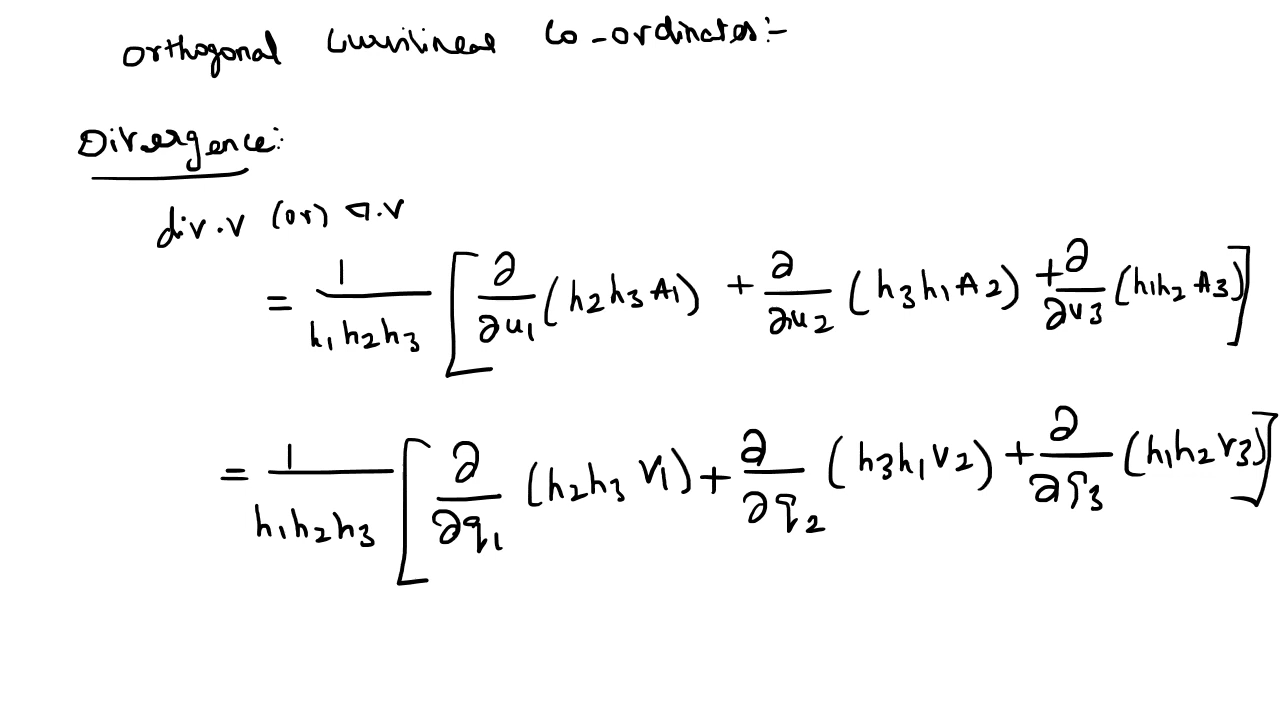 Orthogonal Curvilinear Co-ordinates:-
Divergence:
div.v (or) ∇.v
= 1/(h₁h₂h₃) [∂/∂u₁ (h₂h₃A₁) + ∂/∂u₂ (h₃h₁A₂) + ∂/∂u₃ (h₁h₂A₃)]
= 1/(h₁h₂h₃) [∂/∂q₁ (h₂h₃V₁) + ∂/∂q₂ (h₃h₁V₂) + ∂/∂q₃ (h₁h₂V₃)]